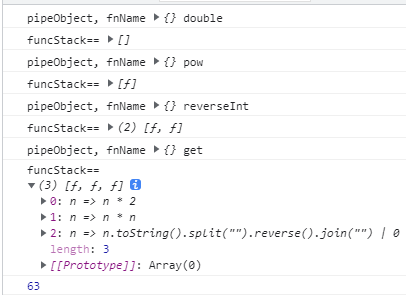 pipeObject, fnName ▶ {} double
funcStack== ▶ []
pipeObject, fnName ▶ {} pow
funcStack== ▶ [ƒ]
pipeObject, fnName ▶ {} reverseInt
funcStack== ▶ (2) [ƒ, ƒ]
pipeObject, fnName ▶ {} get
funcStack==
▼ (3) [ƒ, ƒ, ƒ] i
▶ 0: n => n * 2
▶ 1: n => n * n
▶ 2: n => n.toString().split("").reverse().join("") | 0
length: 3
▶ [[Prototype]]: Array(0)
63